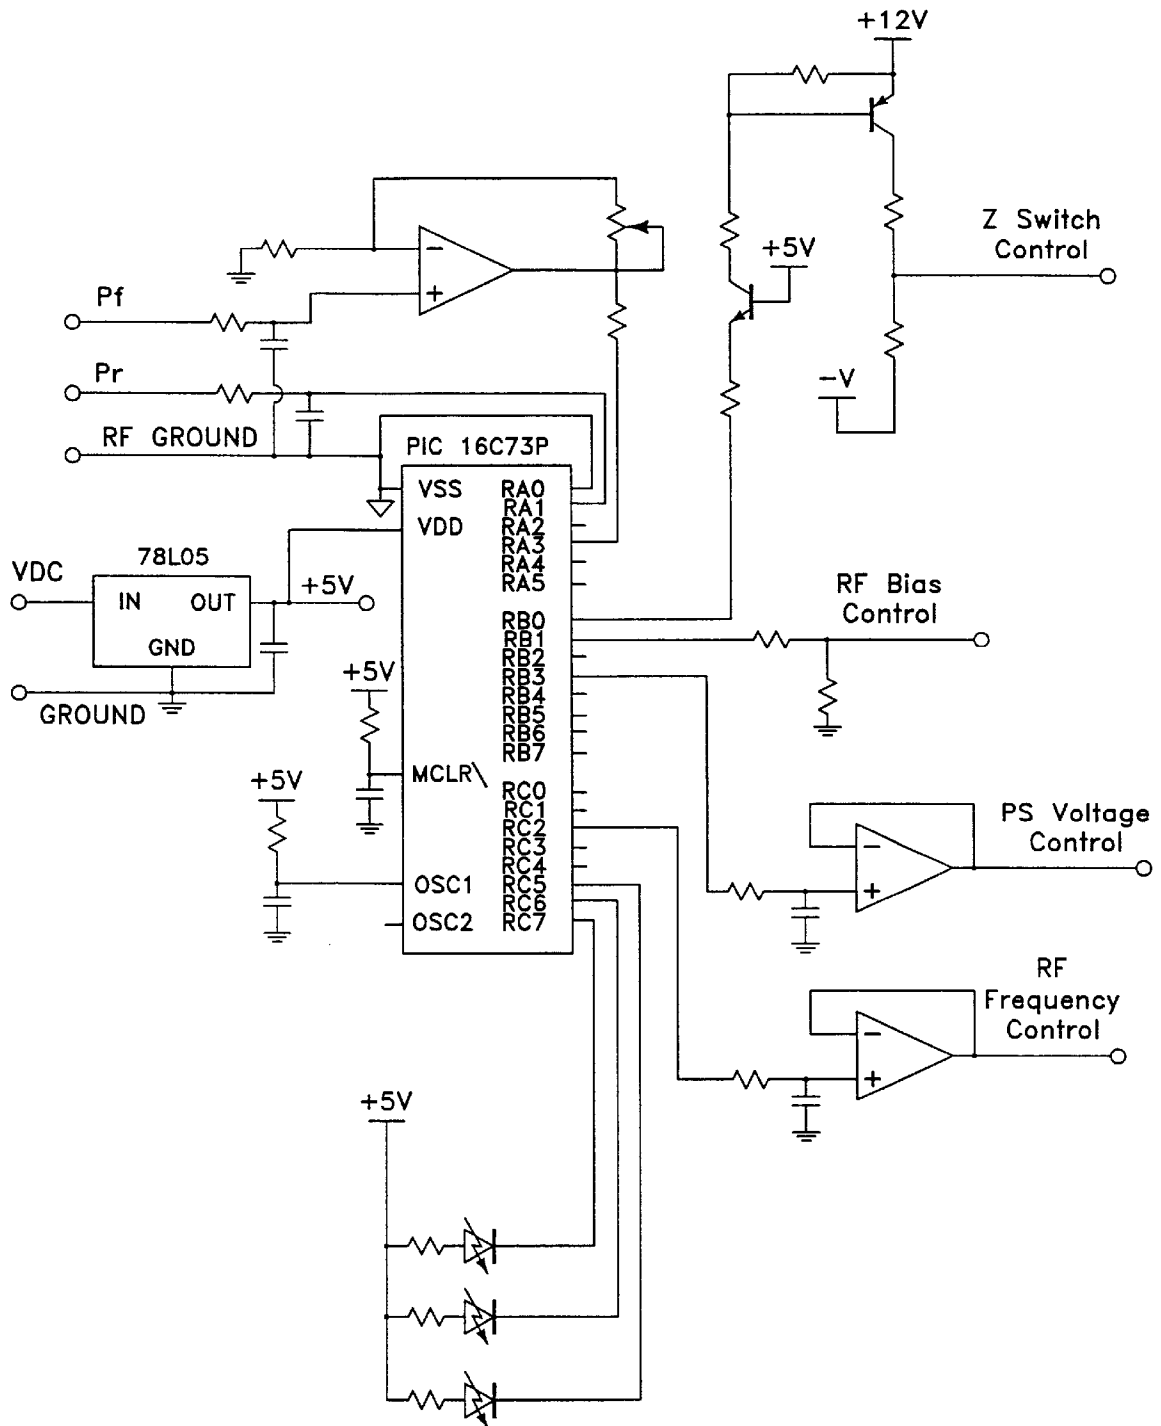 +12V
Z Switch
Control
+5V
Pf
Pr
-V
RF GROUND
PIC 16C73P
VSS
VDD
RA0
RA1
RA2
RA3
RA4
RA5
78L05
VDC
IN
OUT
GND
+5V
GROUND
RB0
RB1
RB2
RB3
RB4
RB5
RB6
RB7
RF Bias
Control
+5V
MCLR\
+5V
RC0
RC1
RC2
RC3
RC4
RC5
RC6
RC7
OSC1
OSC2
PS Voltage
Control
RF
Frequency
Control
+5V